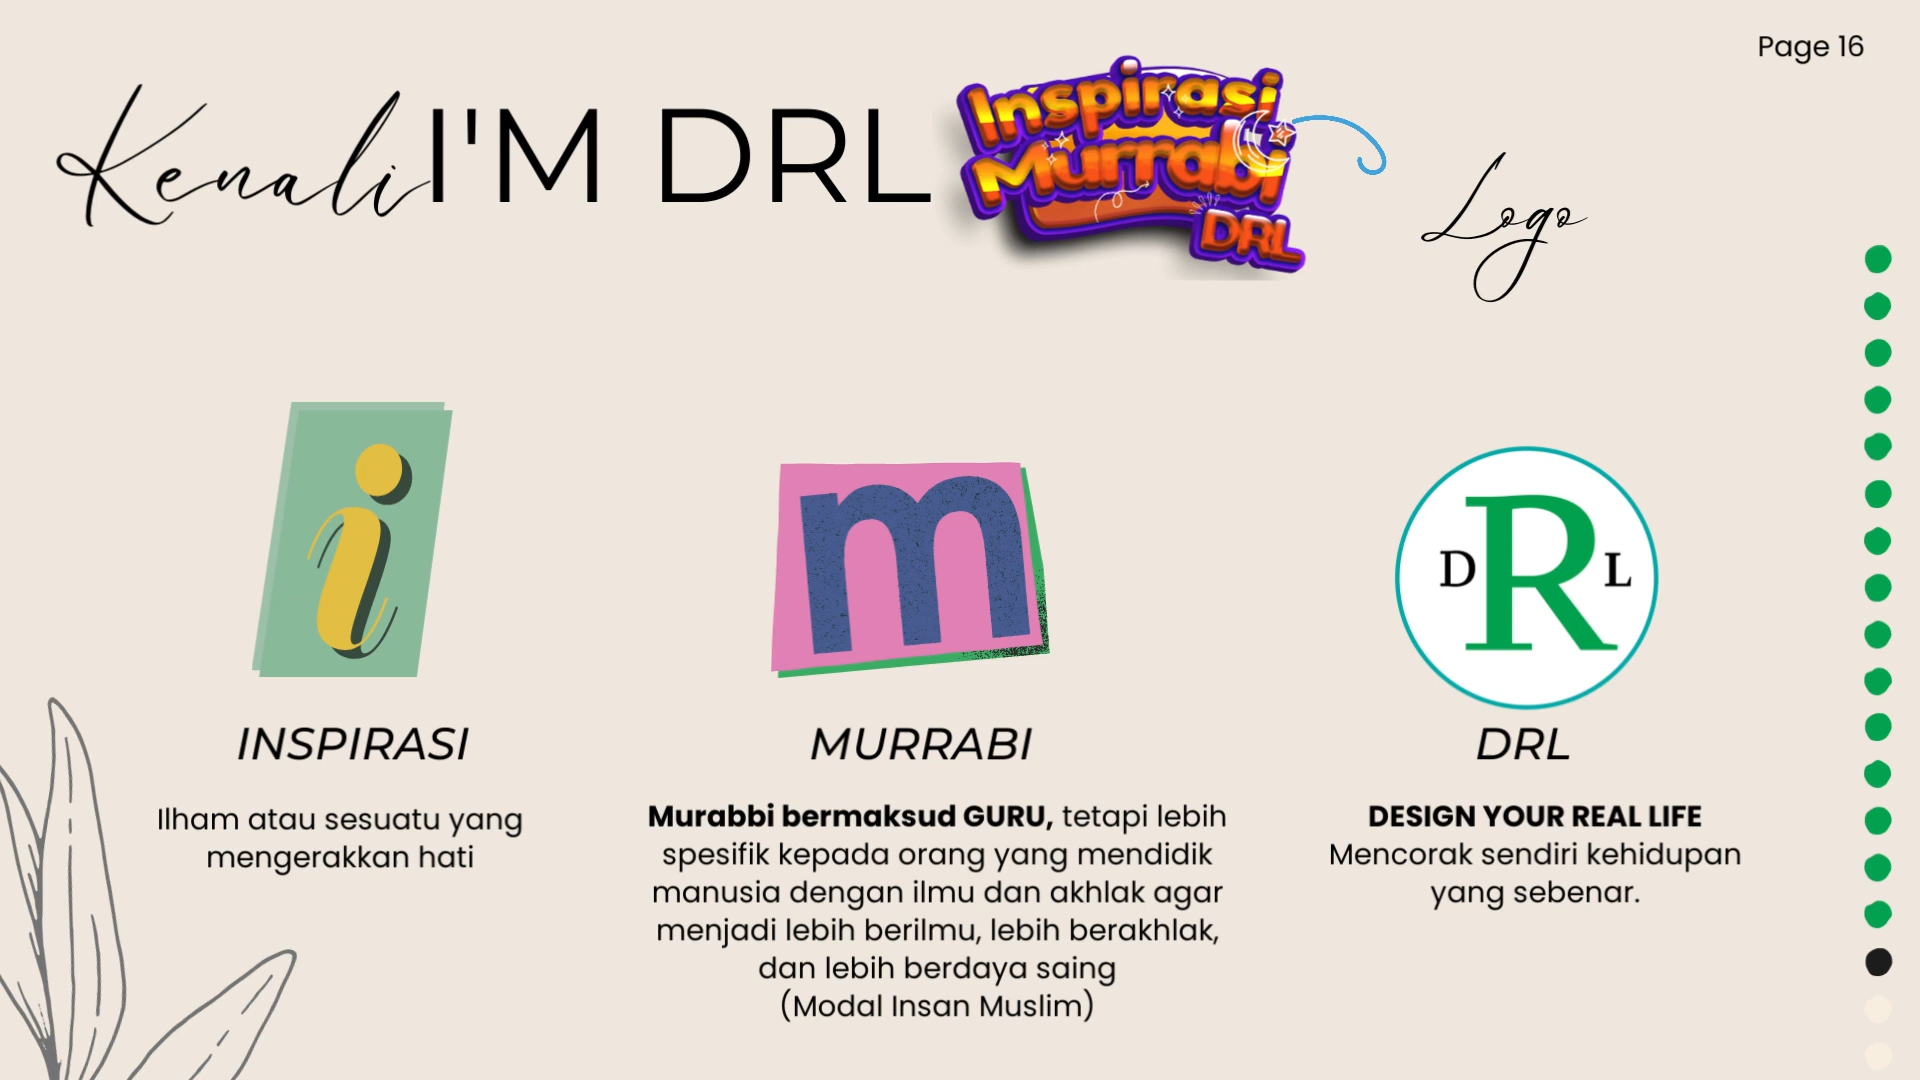 Page 16
Kenali I'M DRL
Inspirasi
Murrabi
DRL
Logo
i
m
D R L
INSPIRASI
Ilham atau sesuatu yang
mengerakkan hati
MURRABI
Murabbi bermaksud GURU, tetapi lebih
spesifik kepada orang yang mendidik
manusia dengan ilmu dan akhlak agar
menjadi lebih berilmu, lebih berakhlak,
dan lebih berdaya saing
(Modal Insan Muslim)
DRL
DESIGN YOUR REAL LIFE
Mencorak sendiri kehidupan
yang sebenar.